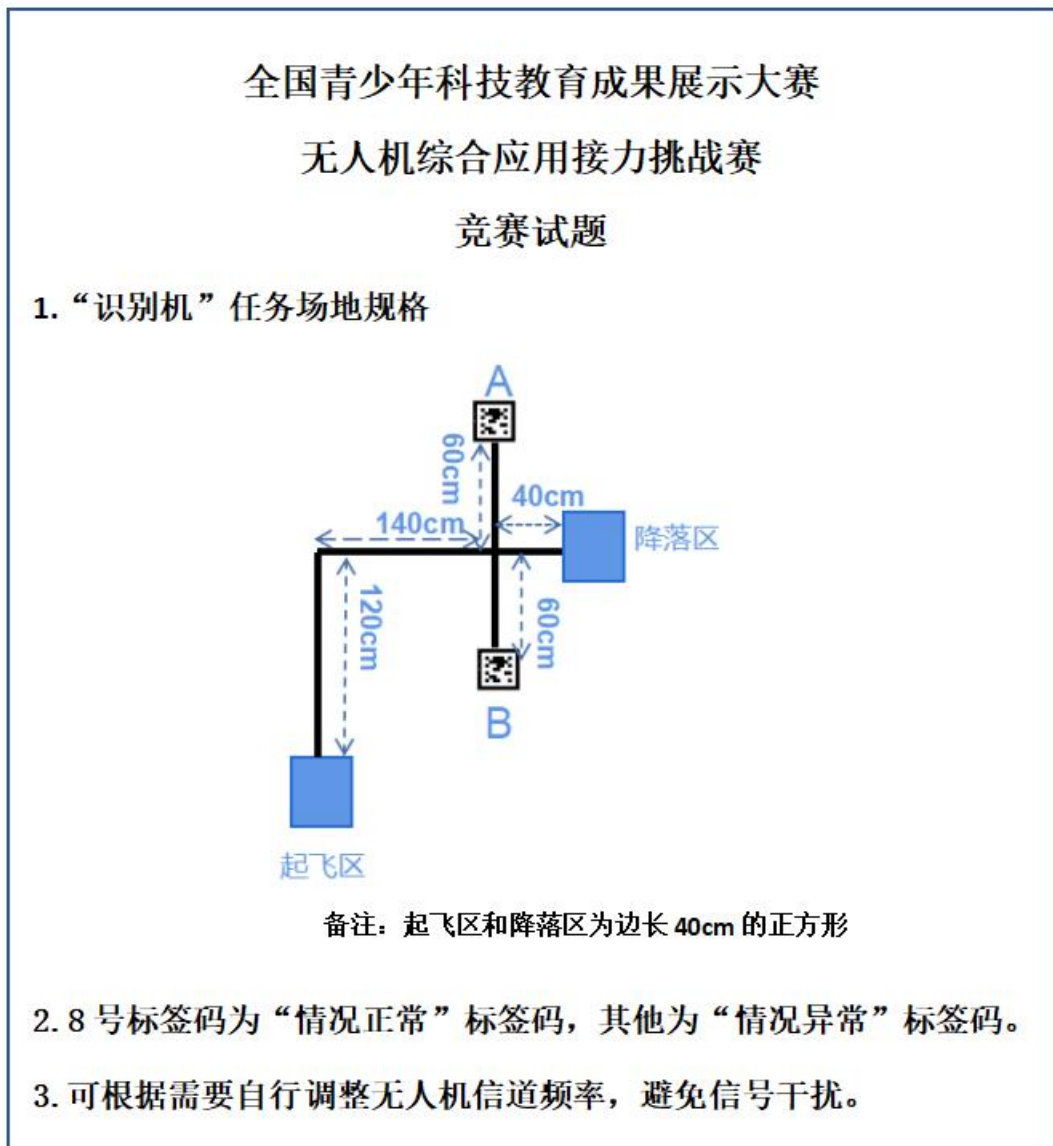 全国青少年科技教育成果展示大赛
无人机综合应用接力挑战赛
竞赛试题
1.“识别机”任务场地规格
A
60cm
40cm
140cm
降落区
120cm
60cm
B
起飞区
备注：起飞区和降落区为边长 40cm 的正方形
2.8 号标签码为“情况正常”标签码，其他为“情况异常”标签码。
3.可根据需要自行调整无人机信道频率，避免信号干扰。